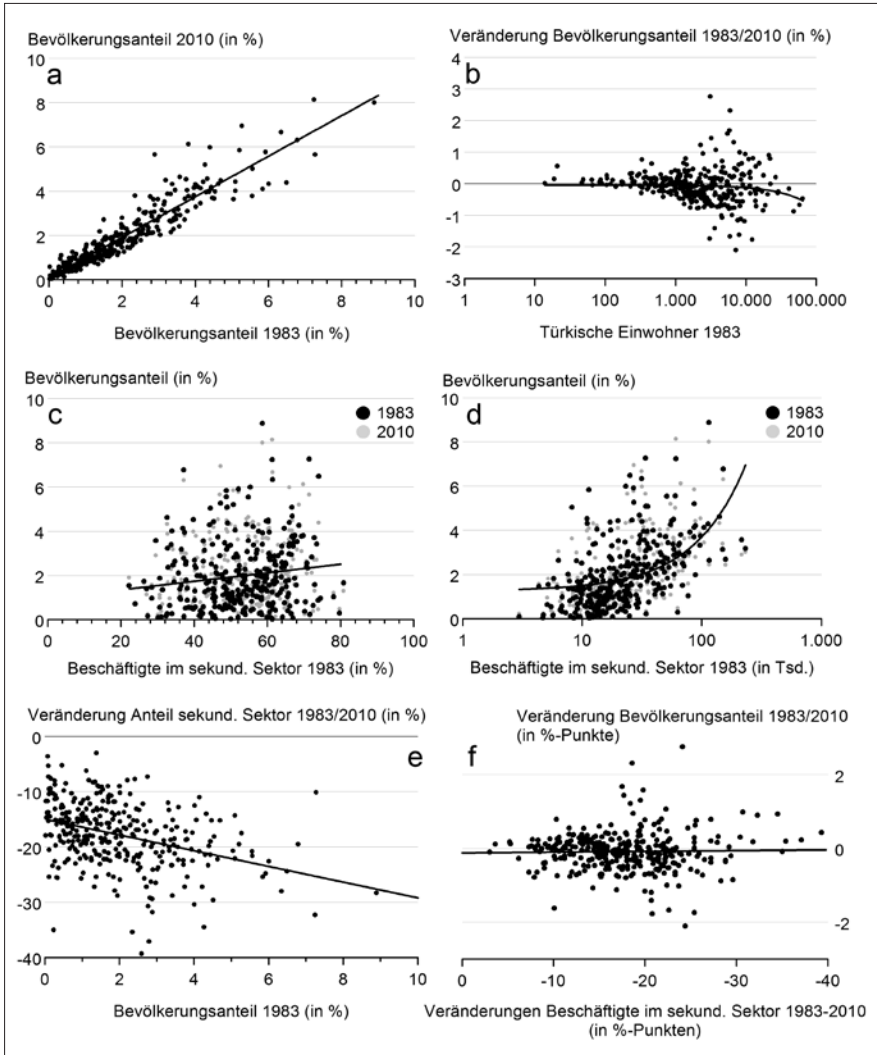 Bevölkerungsanteil 2010 (in %)
a
10
8
6
4
2
0
0 2 4 6 8 10
Bevölkerungsanteil 1983 (in %)
Veränderung Bevölkerungsanteil 1983/2010 (in %)
b
4
3
2
1
0
-1
-2
-3
1 10 100 1.000 10.000 100.000
Türkische Einwohner 1983
Bevölkerungsanteil (in %)
c
1983
2010
10
8
6
4
2
0
0 20 40 60 80 100
Beschäftigte im sekund. Sektor 1983 (in %)
Bevölkerungsanteil (in %)
d
1983
2010
10
8
6
4
2
0
1 10 100 1.000
Beschäftigte im sekund. Sektor 1983 (in Tsd.)
Veränderung Anteil sekund. Sektor 1983/2010 (in %)
e
0
-10
-20
-30
-40
0 2 4 6 8 10
Bevölkerungsanteil 1983 (in %)
Veränderung Bevölkerungsanteil 1983/2010
(in %-Punkte)
f
2
0
-2
0 -10 -20 -30 -40
Veränderungen Beschäftigte im sekund. Sektor 1983-2010
(in %-Punkten)